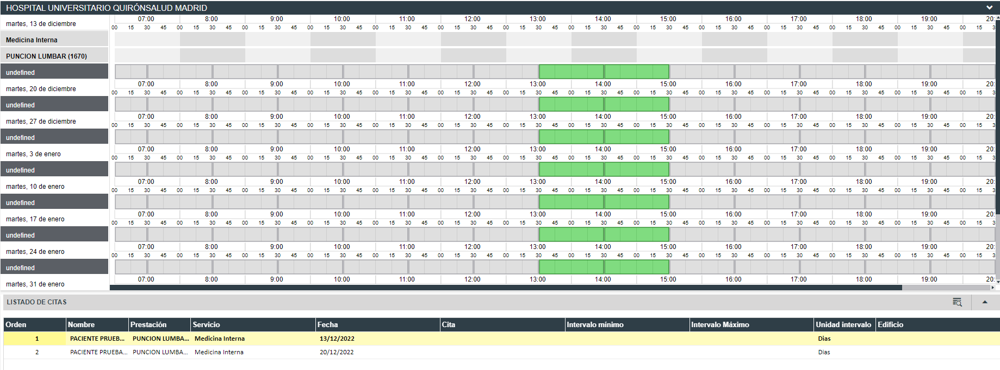 HOSPITAL UNIVERSITARIO QUIRÓNSALUD MADRID
07:00 8:00 9:00 10:00 11:00 12:00 13:00 14:00 15:00 16:00 17:00 18:00 19:00 20:
martes, 13 de diciembre
00 15 30 45 00 15 30 45 00 15 30 45 00 15 30 45 00 15 30 45 00 15 30 45 00 15 30 45 00 15 30 45 00 15 30 45 00 15 30 45 00 15 30 45 00 15 30 45 00 15 30 45 00 15 3
Medicina Interna
PUNCION LUMBAR (1670)
undefined
07:00 8:00 9:00 10:00 11:00 12:00 13:00 14:00 15:00 16:00 17:00 18:00 19:00 20:
martes, 20 de diciembre
00 15 30 45 00 15 30 45 00 15 30 45 00 15 30 45 00 15 30 45 00 15 30 45 00 15 30 45 00 15 30 45 00 15 30 45 00 15 30 45 00 15 30 45 00 15 30 45 00 15 30 45 00 15 3
undefined
07:00 8:00 9:00 10:00 11:00 12:00 13:00 14:00 15:00 16:00 17:00 18:00 19:00 20:
martes, 27 de diciembre
00 15 30 45 00 15 30 45 00 15 30 45 00 15 30 45 00 15 30 45 00 15 30 45 00 15 30 45 00 15 30 45 00 15 30 45 00 15 30 45 00 15 30 45 00 15 30 45 00 15 30 45 00 15 3
undefined
07:00 8:00 9:00 10:00 11:00 12:00 13:00 14:00 15:00 16:00 17:00 18:00 19:00 20:
martes, 3 de enero
00 15 30 45 00 15 30 45 00 15 30 45 00 15 30 45 00 15 30 45 00 15 30 45 00 15 30 45 00 15 30 45 00 15 30 45 00 15 30 45 00 15 30 45 00 15 30 45 00 15 30 45 00 15 3
undefined
07:00 8:00 9:00 10:00 11:00 12:00 13:00 14:00 15:00 16:00 17:00 18:00 19:00 20:
martes, 10 de enero
00 15 30 45 00 15 30 45 00 15 30 45 00 15 30 45 00 15 30 45 00 15 30 45 00 15 30 45 00 15 30 45 00 15 30 45 00 15 30 45 00 15 30 45 00 15 30 45 00 15 30 45 00 15 3
undefined
07:00 8:00 9:00 10:00 11:00 12:00 13:00 14:00 15:00 16:00 17:00 18:00 19:00 20:
martes, 17 de enero
00 15 30 45 00 15 30 45 00 15 30 45 00 15 30 45 00 15 30 45 00 15 30 45 00 15 30 45 00 15 30 45 00 15 30 45 00 15 30 45 00 15 30 45 00 15 30 45 00 15 30 45 00 15 3
undefined
07:00 8:00 9:00 10:00 11:00 12:00 13:00 14:00 15:00 16:00 17:00 18:00 19:00 20:
martes, 24 de enero
00 15 30 45 00 15 30 45 00 15 30 45 00 15 30 45 00 15 30 45 00 15 30 45 00 15 30 45 00 15 30 45 00 15 30 45 00 15 30 45 00 15 30 45 00 15 30 45 00 15 30 45 00 15 3
undefined
07:00 8:00 9:00 10:00 11:00 12:00 13:00 14:00 15:00 16:00 17:00 18:00 19:00 20:
martes, 31 de enero
LISTADO DE CITAS
Orden Nombre Prestación Servicio Fecha Cita Intervalo mínimo Intervalo Máximo Unidad intervalo Edificio
1 PACIENTE PRUEB... PUNCION LUMBA... Medicina Interna 13/12/2022 Dias
2 PACIENTE PRUEBA... PUNCION LUMBA... Medicina Interna 20/12/2022 Dias